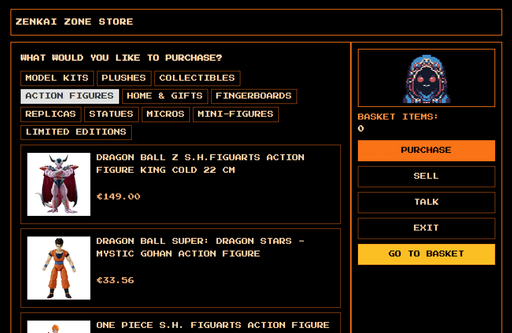 ZENKAI ZONE STORE
WHAT WOULD YOU LIKE TO PURCHASE?
MODEL KITS PLUSHES COLLECTIBLES
ACTION FIGURES HOME & GIFTS FINGERBOARDS
REPLICAS STATUES MICROS MINI-FIGURES
LIMITED EDITIONS
DRAGON BALL Z S.H.FIGUARTS ACTION
FIGURE KING COLD 22 CM
€149.00
DRAGON BALL SUPER: DRAGON STARS -
MYSTIC GOHAN ACTION FIGURE
€33.56
ONE PIECE S.H. FIGUARTS ACTION FIGURE
BASKET ITEMS:
0
PURCHASE
SELL
TALK
EXIT
GO TO BASKET